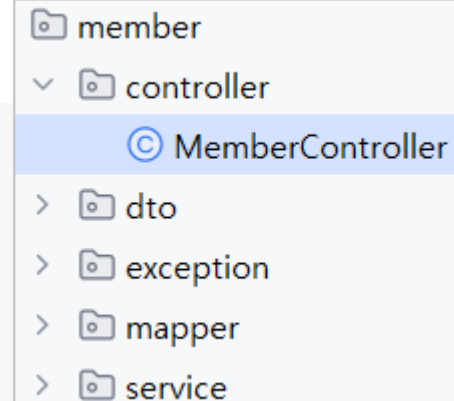 member
controller
© MemberController
dto
exception
mapper
service